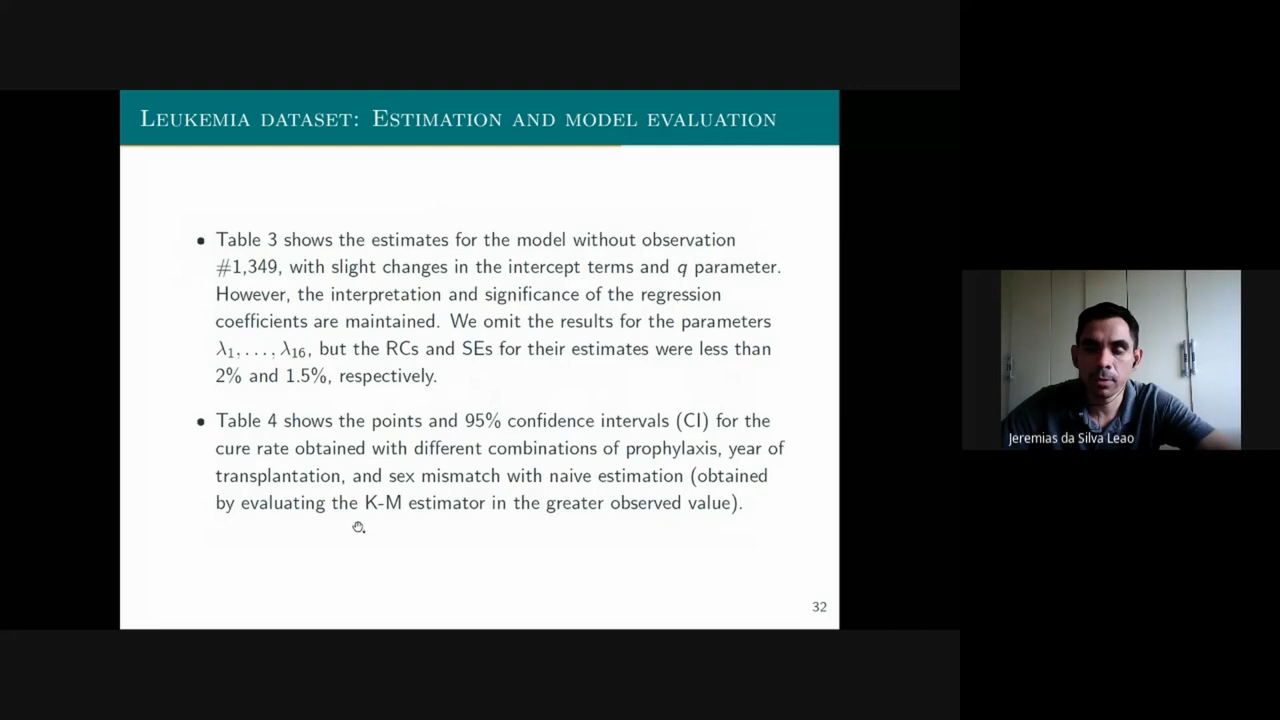 LEUKEMIA DATASET: ESTIMATION AND MODEL EVALUATION
• Table 3 shows the estimates for the model without observation
#1,349, with slight changes in the intercept terms and q parameter.
However, the interpretation and significance of the regression
coefficients are maintained. We omit the results for the parameters
λ₁, . . . , λ₁₆, but the RCs and SEs for their estimates were less than
2% and 1.5%, respectively.
• Table 4 shows the points and 95% confidence intervals (CI) for the
cure rate obtained with different combinations of prophylaxis, year of
transplantation, and sex mismatch with naive estimation (obtained
by evaluating the K-M estimator in the greater observed value).
32
Jeremias da Silva Leao